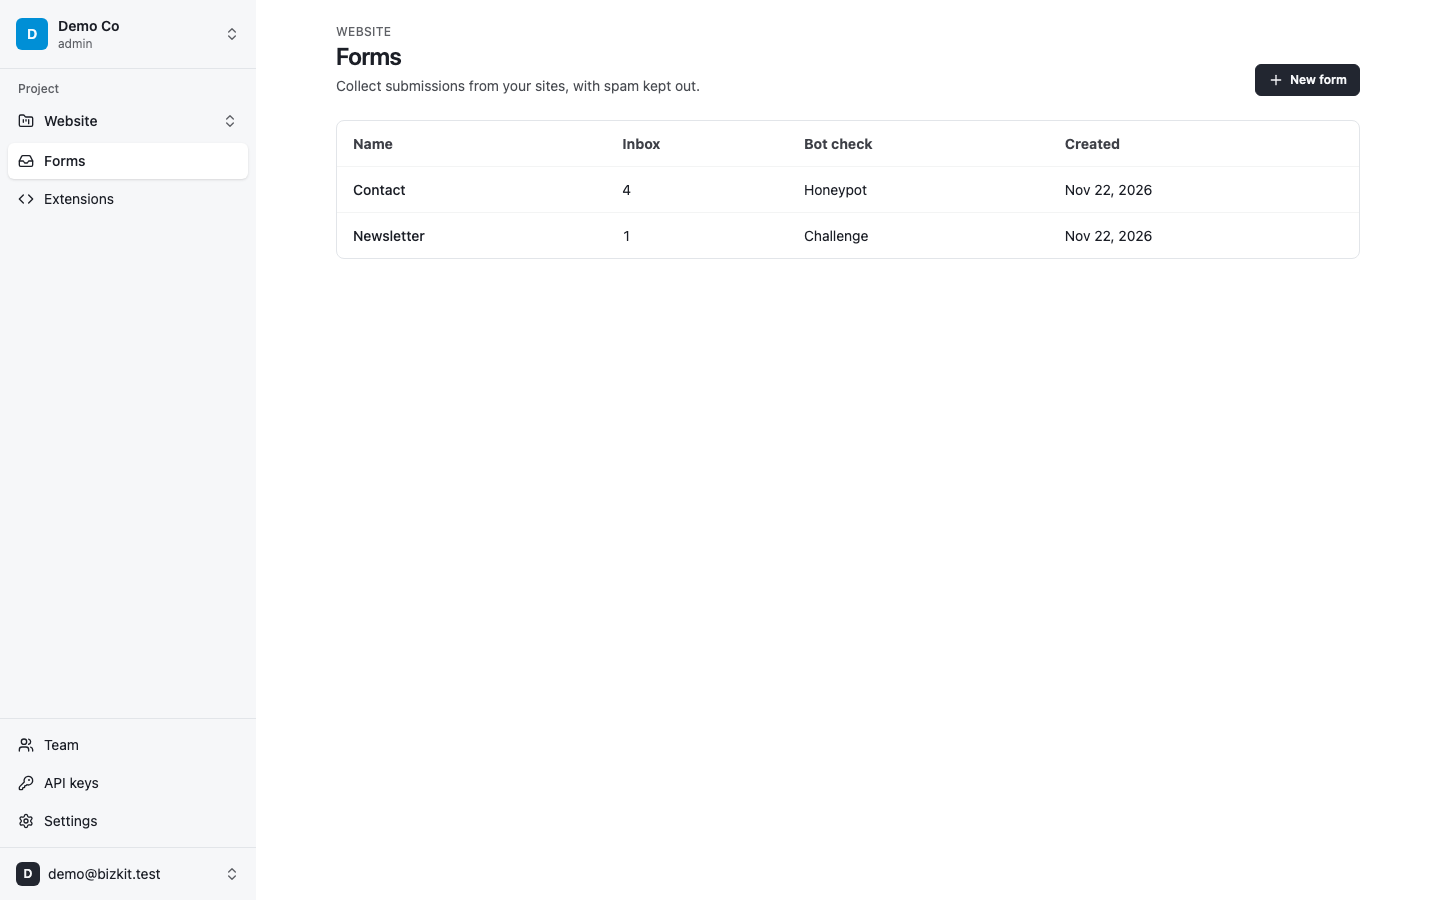 D
Demo Co
admin
Project
Website
Forms
Extensions
Team
API keys
Settings
D
demo@bizkit.test
WEBSITE
Forms
Collect submissions from your sites, with spam kept out.
New form
Name Inbox Bot check Created
Contact 4 Honeypot Nov 22, 2026
Newsletter 1 Challenge Nov 22, 2026